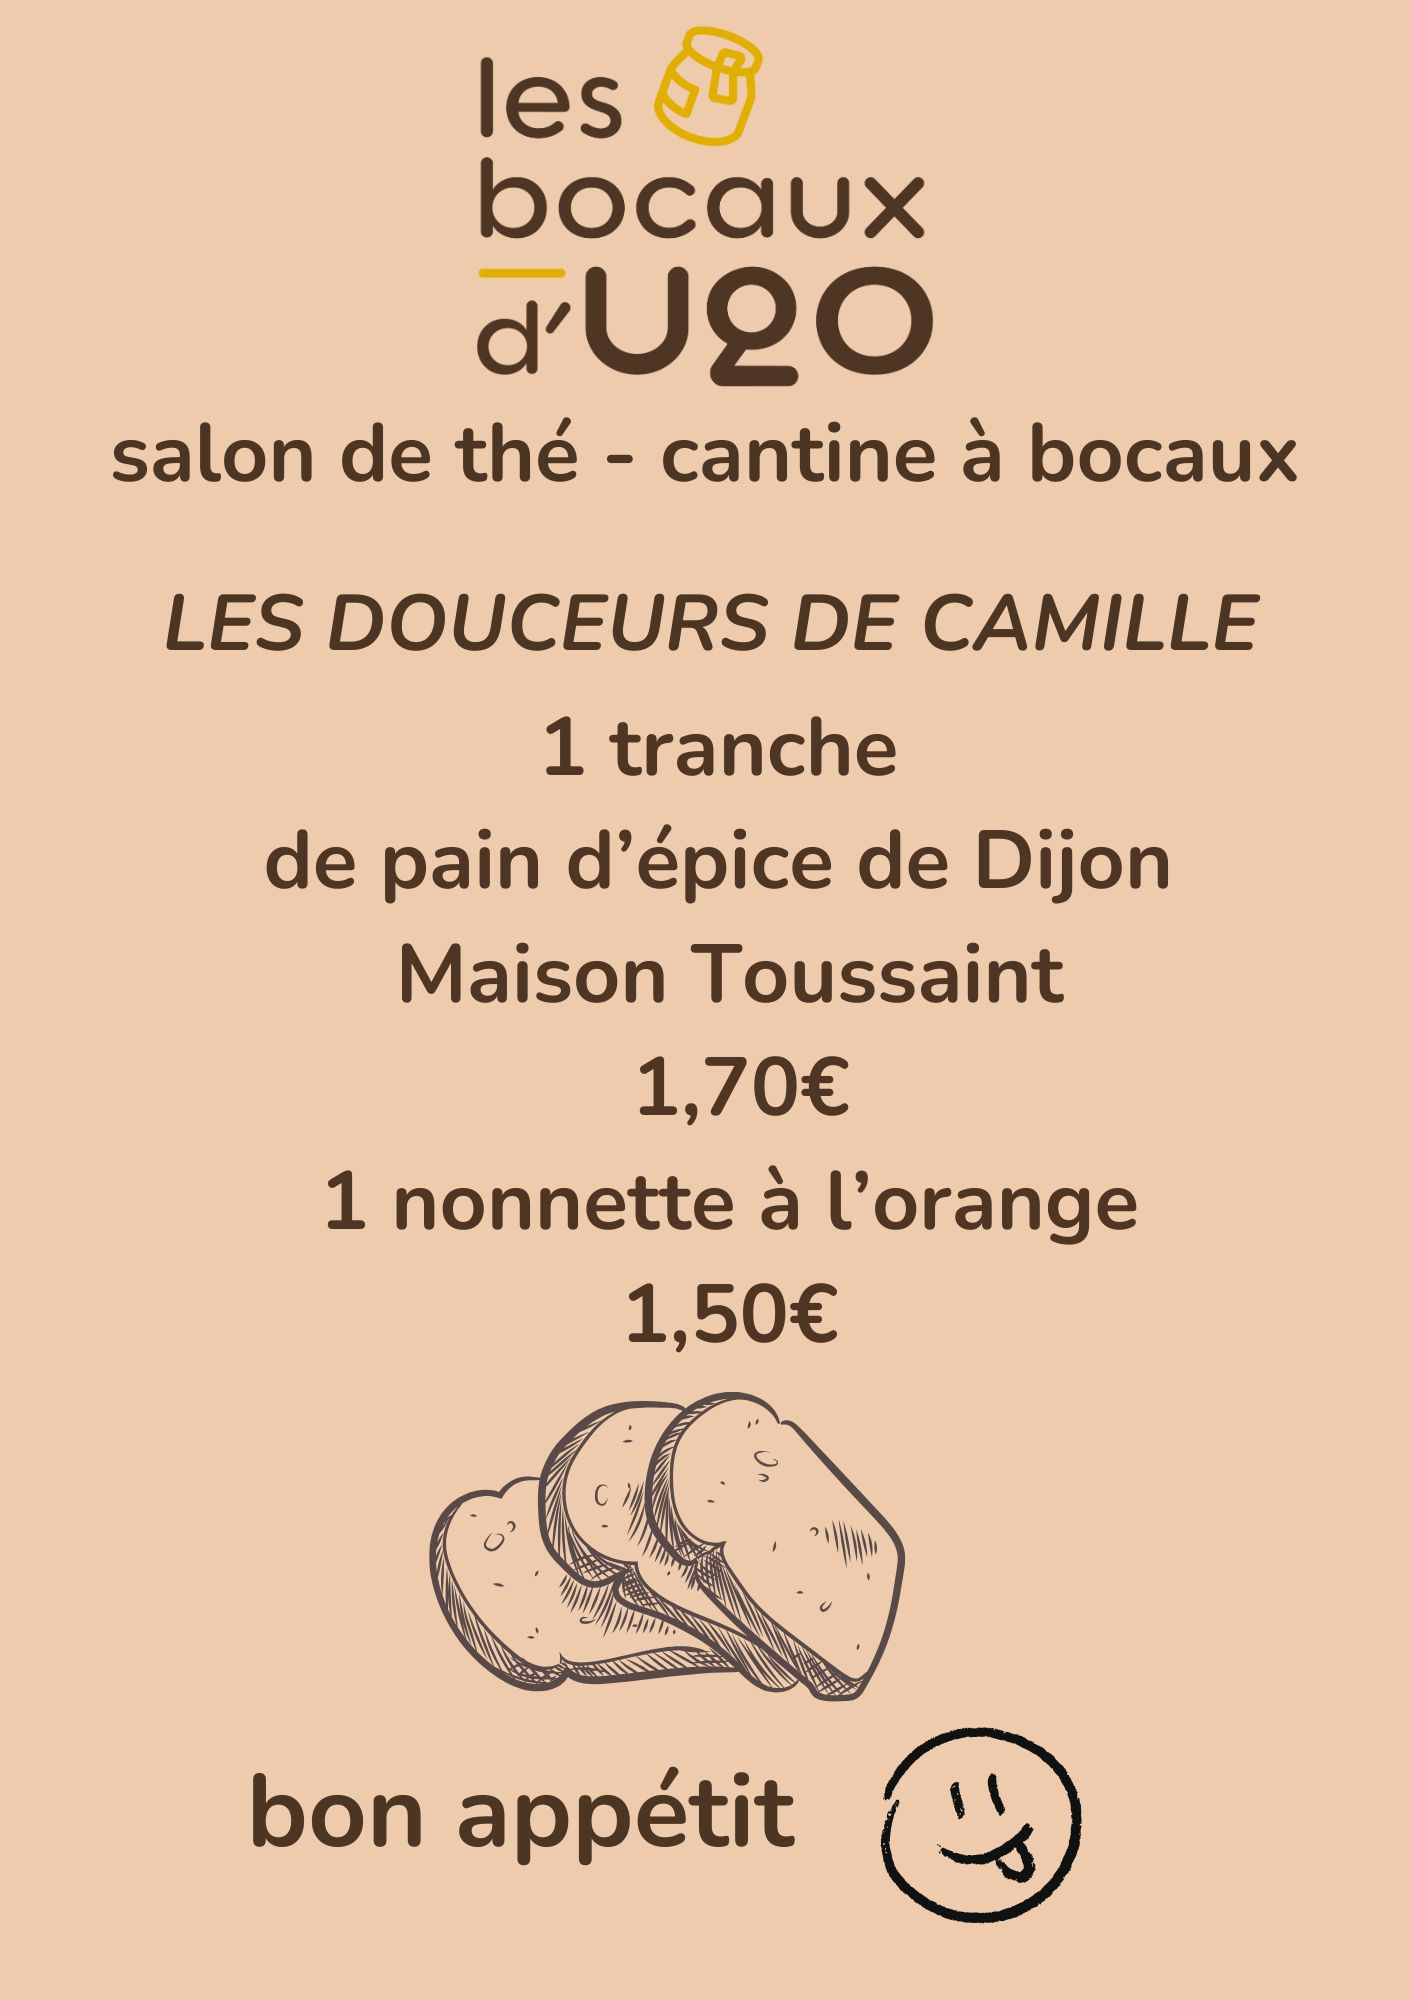 les
bocaux
d'UgO
salon de thé - cantine à bocaux
LES DOUCEURS DE CAMILLE
1 tranche
de pain d’épice de Dijon
Maison Toussaint
1,70€
1 nonnette à l’orange
1,50€
bon appétit